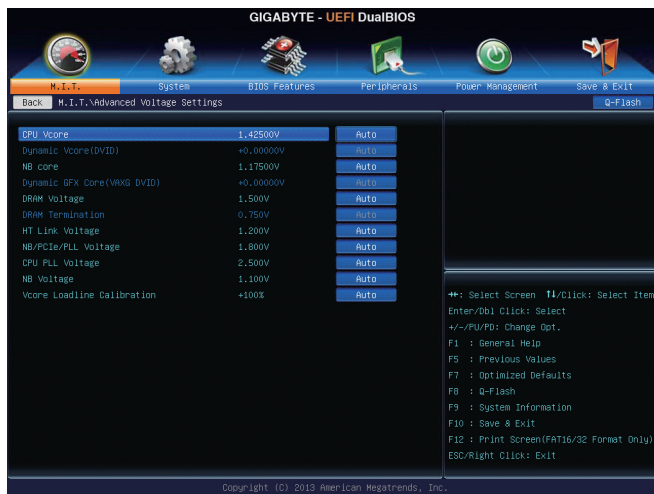 GIGABYTE - UEFI DualBIOS
M.I.T. System BIOS Features Peripherals Power Management Save & Exit
Back M.I.T.\Advanced Voltage Settings Q-Flash
CPU Vcore 1.42500V Auto
Dynamic Vcore(DVID) +0.00000V Auto
NB core 1.17500V Auto
Dynamic GFX Core(VAXG DVID) +0.00000V Auto
DRAM Voltage 1.500V Auto
DRAM Termination 0.750V Auto
HT Link Voltage 1.200V Auto
NB/PCIe/PLL Voltage 1.800V Auto
CPU PLL Voltage 2.500V Auto
NB Voltage 1.100V Auto
Vcore Loadline Calibration +100% Auto
→←: Select Screen ↑↓/Click: Select Item
Enter/Dbl Click: Select
+/-/PU/PD: Change Opt.
F1 : General Help
F5 : Previous Values
F7 : Optimized Defaults
F8 : Q-Flash
F9 : System Information
F10 : Save & Exit
F12 : Print Screen(FAT16/32 Format Only)
ESC/Right Click: Exit
Copyright (C) 2013 American Megatrends, Inc.